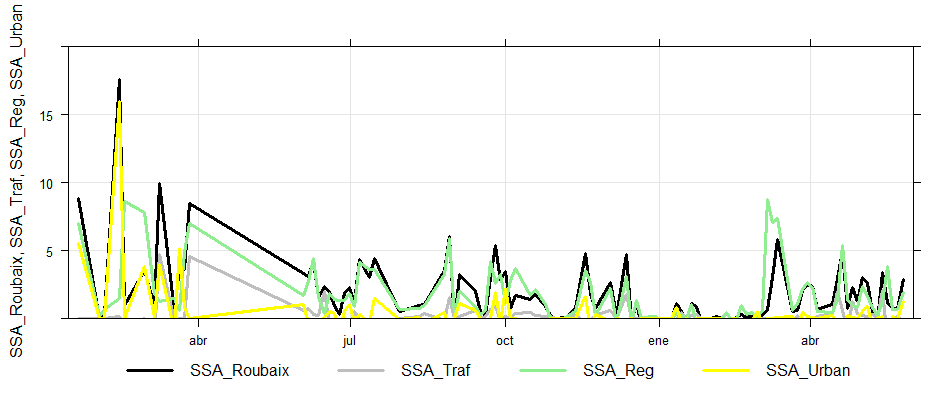 SSA_Roubaix, SSA_Traf, SSA_Reg, SSA_Urban
15
10
5
abr jul oct ene abr
SSA_Roubaix SSA_Traf SSA_Reg SSA_Urban